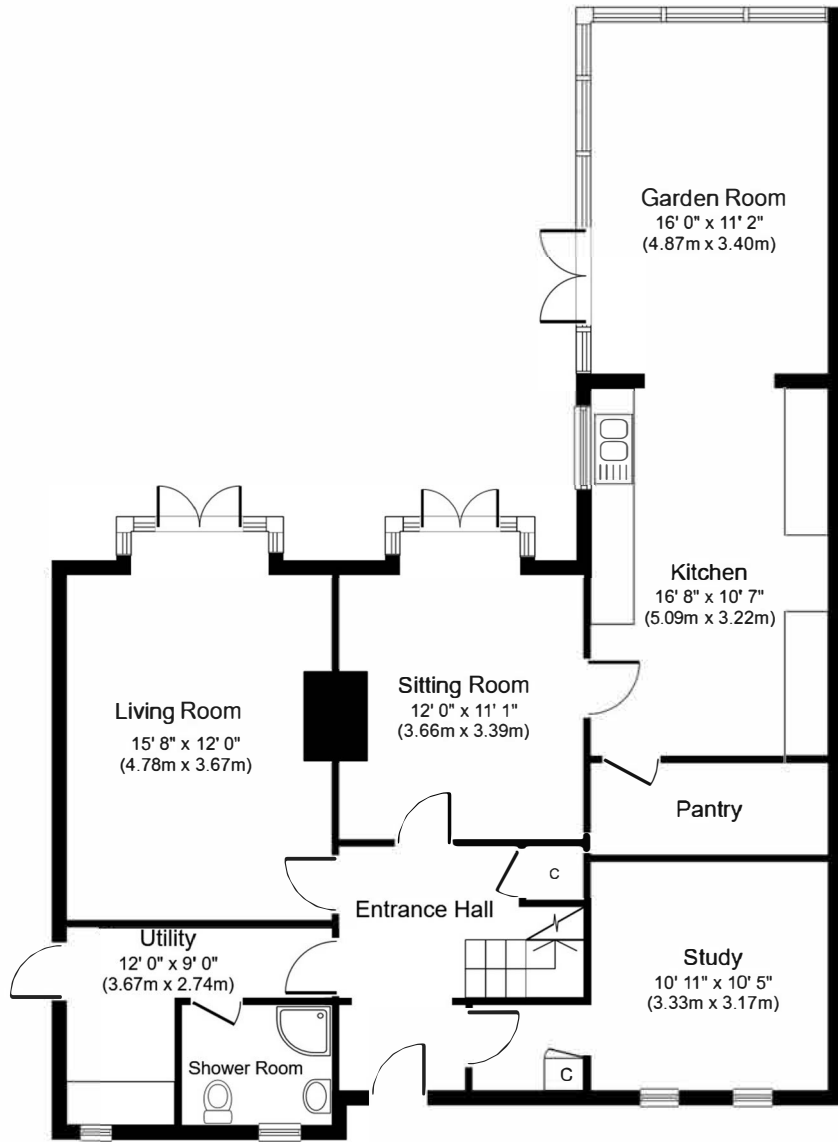 Garden Room
16' 0" x 11' 2"
(4.87m x 3.40m)
Kitchen
16' 8" x 10' 7"
(5.09m x 3.22m)
Living Room
15' 8" x 12' 0"
(4.78m x 3.67m)
Sitting Room
12' 0" x 11' 1"
(3.66m x 3.39m)
Pantry
C
Entrance Hall
Utility
12' 0" x 9' 0"
(3.67m x 2.74m)
Study
10' 11" x 10' 5"
(3.33m x 3.17m)
Shower Room
C